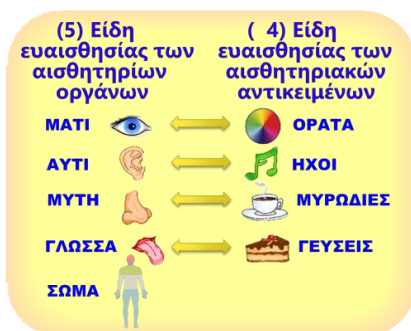 (5) Είδη
ευαισθησίας των
αισθητηρίων
οργάνων
( 4) Είδη
ευαισθησίας των
αισθητηριακών
αντικειμένων
ΜΑΤΙ
ΟΡΑΤΑ
ΑΥΤΙ
ΗΧΟΙ
ΜΥΤΗ
ΜΥΡΩΔΙΕΣ
ΓΛΩΣΣΑ
ΓΕΥΣΕΙΣ
ΣΩΜΑ